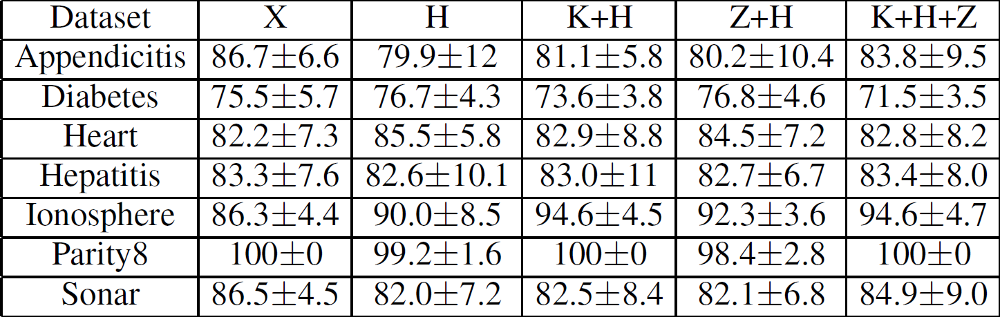 Dataset X H K+H Z+H K+H+Z
Appendicitis 86.7±6.6 79.9±12 81.1±5.8 80.2±10.4 83.8±9.5
Diabetes 75.5±5.7 76.7±4.3 73.6±3.8 76.8±4.6 71.5±3.5
Heart 82.2±7.3 85.5±5.8 82.9±8.8 84.5±7.2 82.8±8.2
Hepatitis 83.3±7.6 82.6±10.1 83.0±11 82.7±6.7 83.4±8.0
Ionosphere 86.3±4.4 90.0±8.5 94.6±4.5 92.3±3.6 94.6±4.7
Parity8 100±0 99.2±1.6 100±0 98.4±2.8 100±0
Sonar 86.5±4.5 82.0±7.2 82.5±8.4 82.1±6.8 84.9±9.0